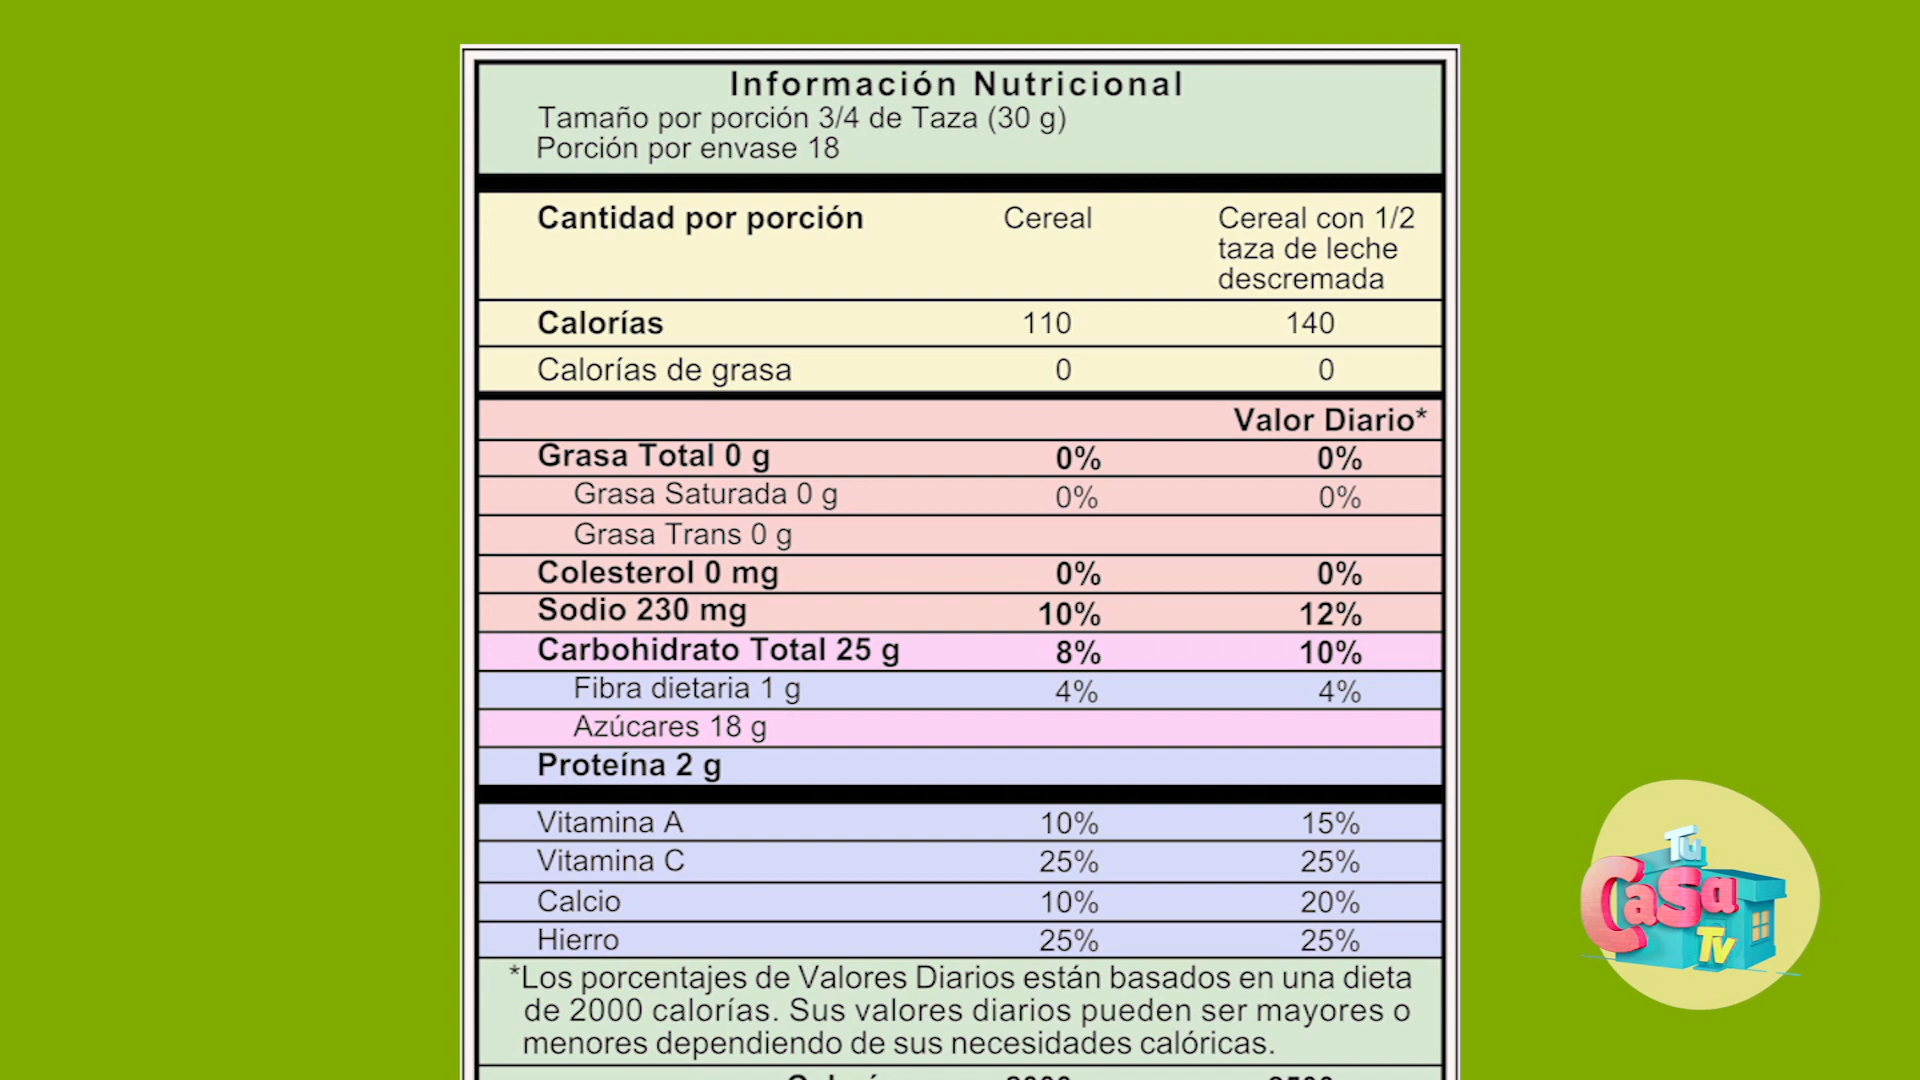 Información Nutricional
Tamaño por porción 3/4 de Taza (30 g)
Porción por envase 18
Cantidad por porción Cereal Cereal con 1/2
taza de leche
descremada
Calorías 110 140
Calorías de grasa 0 0
Valor Diario*
Grasa Total 0 g 0% 0%
Grasa Saturada 0 g 0% 0%
Grasa Trans 0 g
Colesterol 0 mg 0% 0%
Sodio 230 mg 10% 12%
Carbohidrato Total 25 g 8% 10%
Fibra dietaria 1 g 4% 4%
Azúcares 18 g
Proteína 2 g
Vitamina A 10% 15%
Vitamina C 25% 25%
Calcio 10% 20%
Hierro 25% 25%
*Los porcentajes de Valores Diarios están basados en una dieta
de 2000 calorías. Sus valores diarios pueden ser mayores o
menores dependiendo de sus necesidades calóricas.
Tu
Casa
Tv